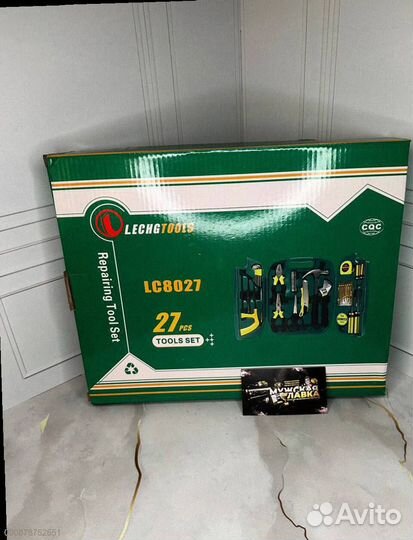 LECHGTOOLS
CQC
Repairing Tool Set
LC8027
27 PCS
TOOLS SET
МУЖСКАЯ
ЛАВКА
Avito